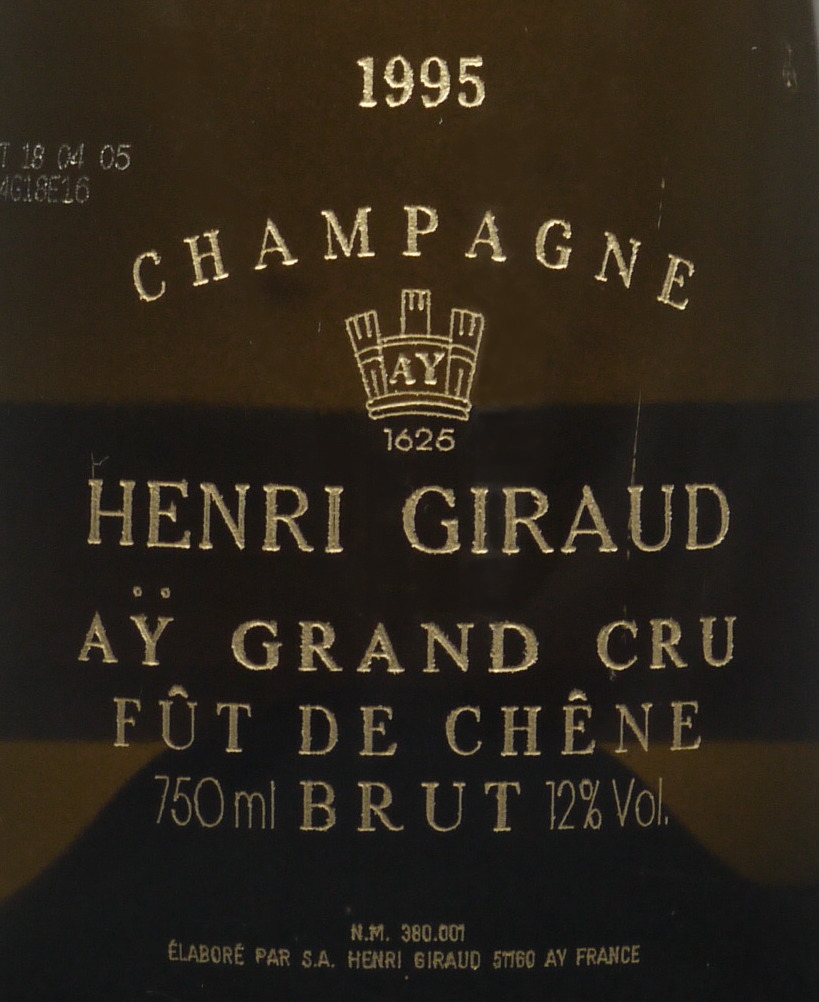 1995
18 04 05
4G18E16
CHAMPAGNE
AY
1625
HENRI GIRAUD
AŸ GRAND CRU
FÛT DE CHÊNE
750 ml BRUT 12% Vol.
N.M. 380.001
ÉLABORÉ PAR S.A. HENRI GIRAUD 51160 AY FRANCE